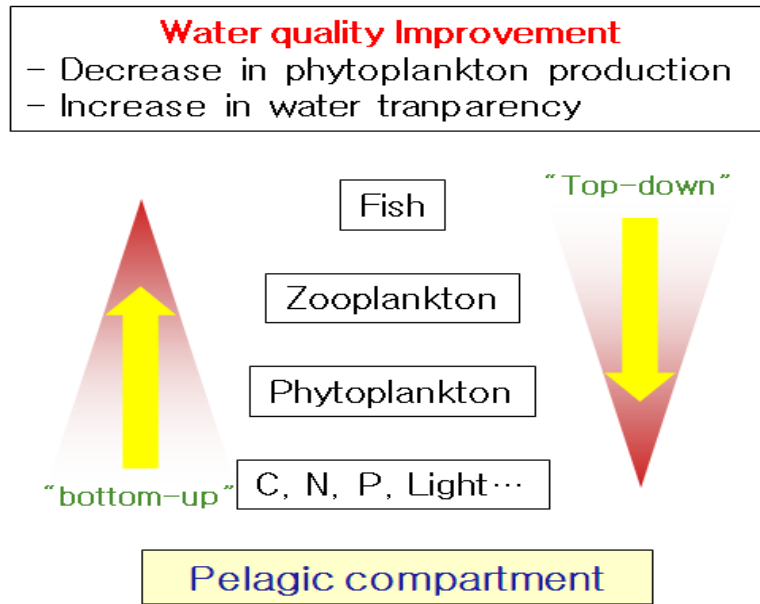 Water quality Improvement
- Decrease in phytoplankton production
- Increase in water tranparency
"Top-down"
Fish
Zooplankton
Phytoplankton
C, N, P, Light…
"bottom-up"
Pelagic compartment